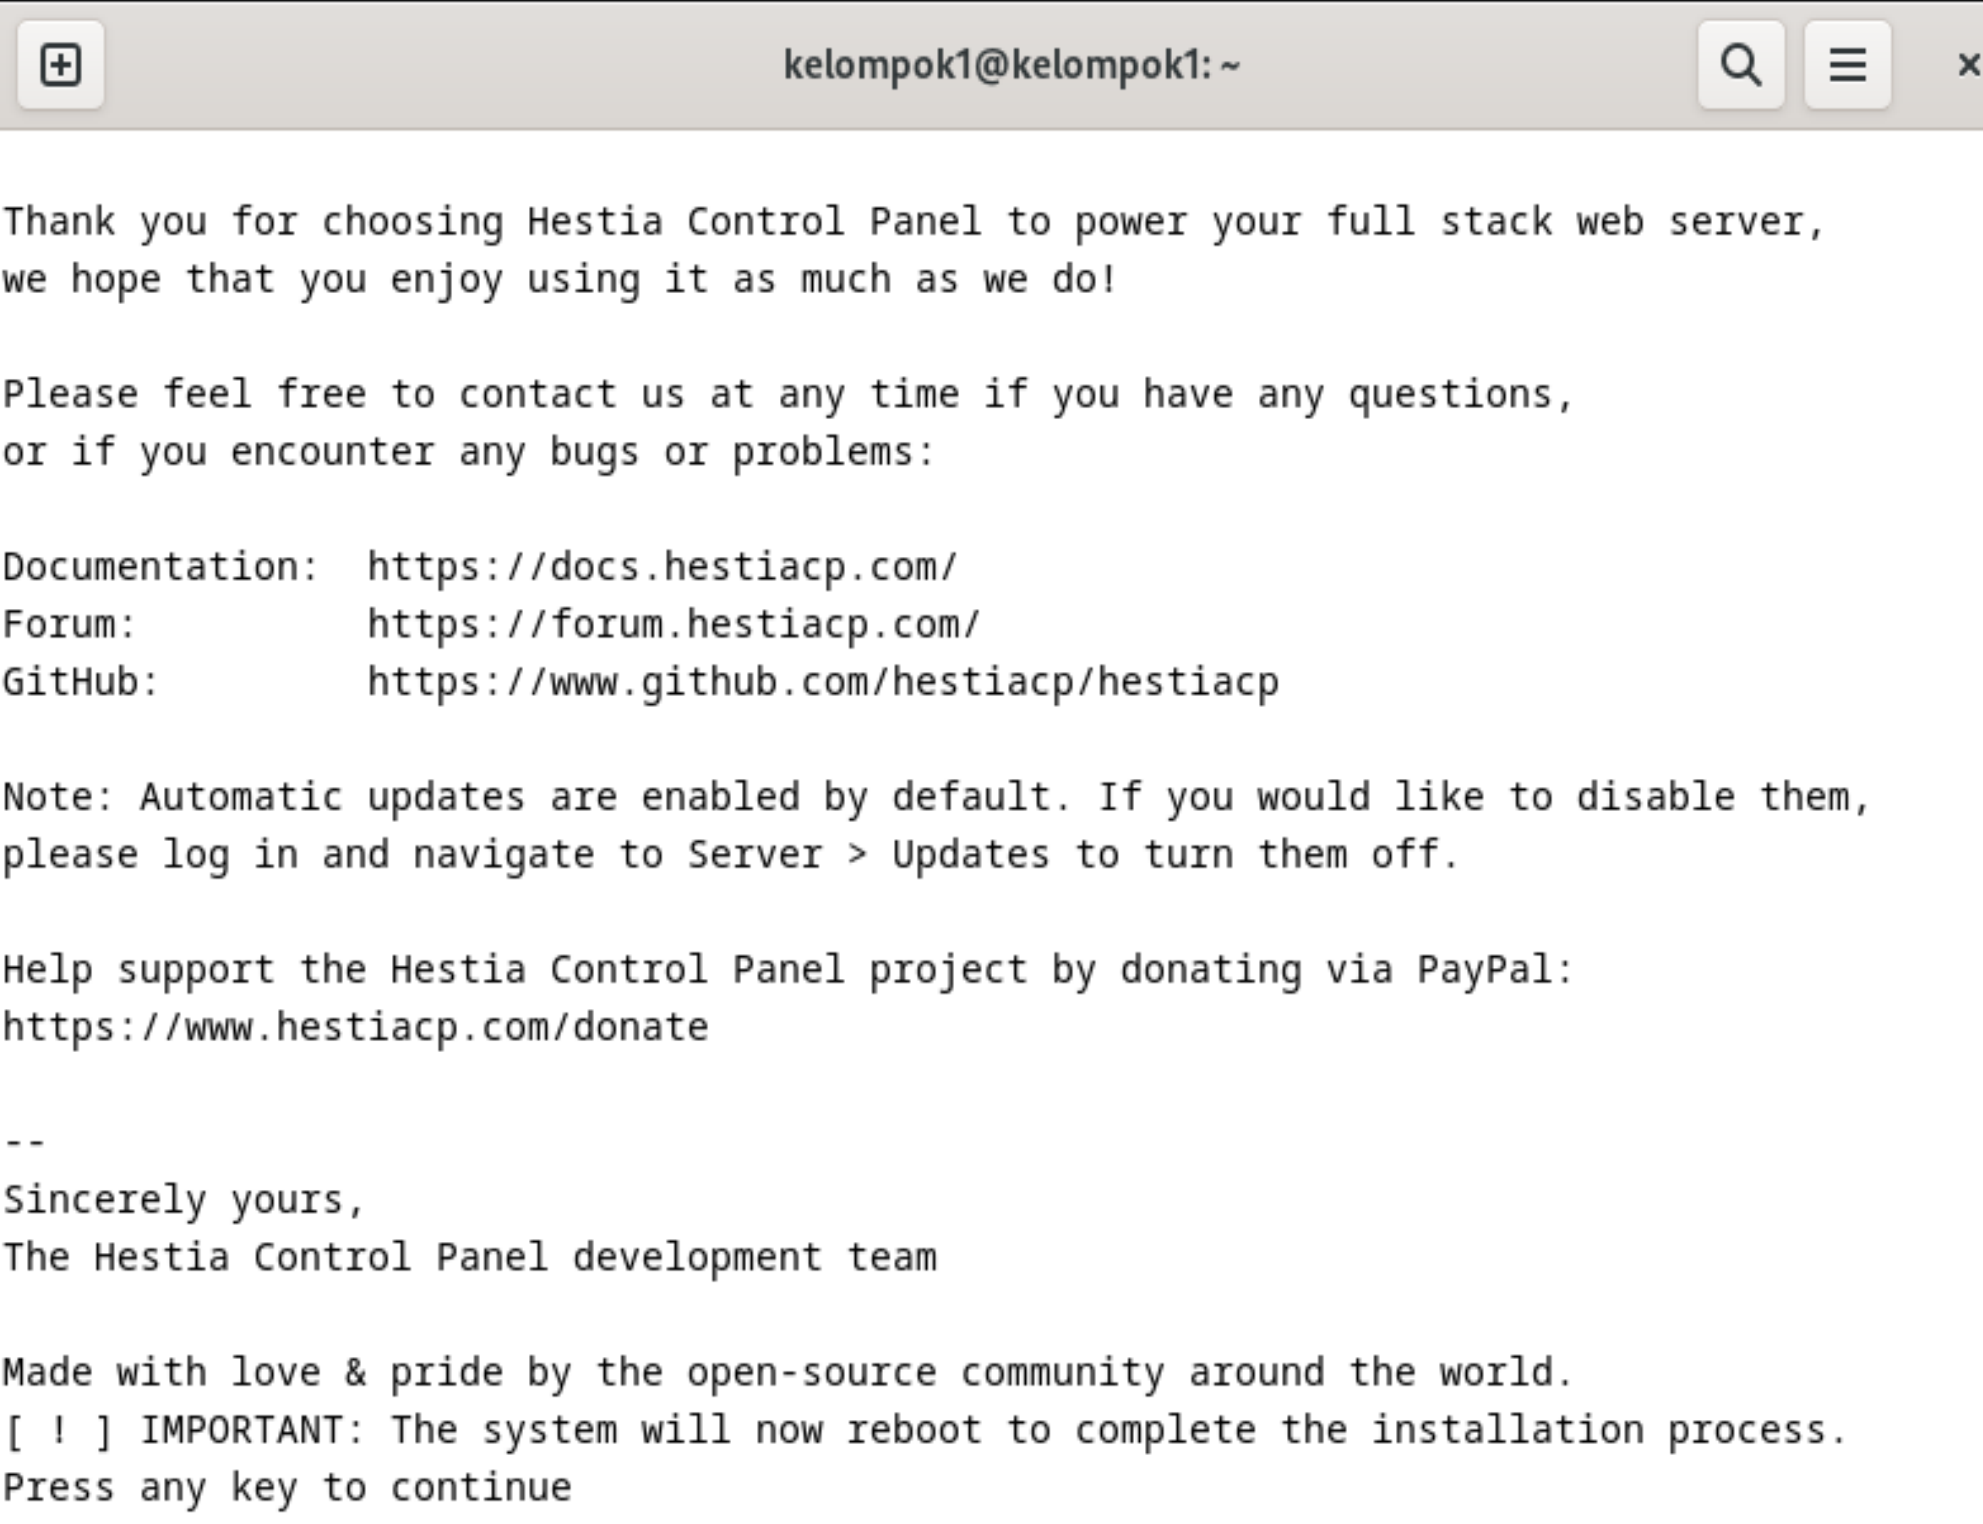 kelompok1@kelompok1: ~
Thank you for choosing Hestia Control Panel to power your full stack web server,
we hope that you enjoy using it as much as we do!
Please feel free to contact us at any time if you have any questions,
or if you encounter any bugs or problems:
Documentation:  https://docs.hestiacp.com/
Forum:          https://forum.hestiacp.com/
GitHub:         https://www.github.com/hestiacp/hestiacp
Note: Automatic updates are enabled by default. If you would like to disable them,
please log in and navigate to Server > Updates to turn them off.
Help support the Hestia Control Panel project by donating via PayPal:
https://www.hestiacp.com/donate
--
Sincerely yours,
The Hestia Control Panel development team
Made with love & pride by the open-source community around the world.
[ ! ] IMPORTANT: The system will now reboot to complete the installation process.
Press any key to continue